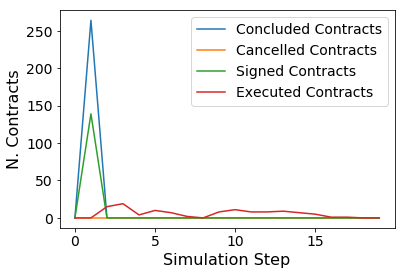 Concluded Contracts
Cancelled Contracts
Signed Contracts
Executed Contracts
N. Contracts
250
200
150
100
50
0
0 5 10 15
Simulation Step